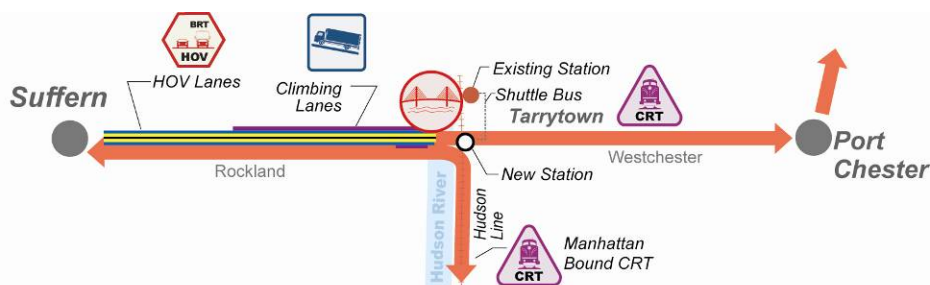 BRT
HOV
HOV Lanes
Climbing
Lanes
Existing Station
Shuttle Bus
Tarrytown
CRT
Suffern
Port
Chester
Rockland
Westchester
New Station
Hudson River
Hudson
Line
Manhattan
Bound CRT
CRT